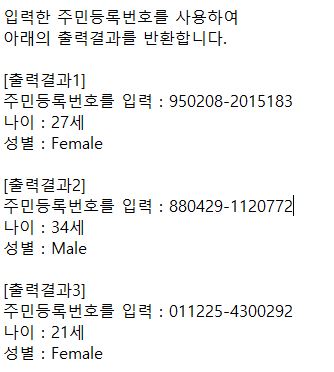 입력한 주민등록번호를 사용하여
아래의 출력결과를 반환합니다.
[출력결과1]
주민등록번호를 입력 : 950208-2015183
나이 : 27세
성별 : Female
[출력결과2]
주민등록번호를 입력 : 880429-1120772
나이 : 34세
성별 : Male
[출력결과3]
주민등록번호를 입력 : 011225-4300292
나이 : 21세
성별 : Female